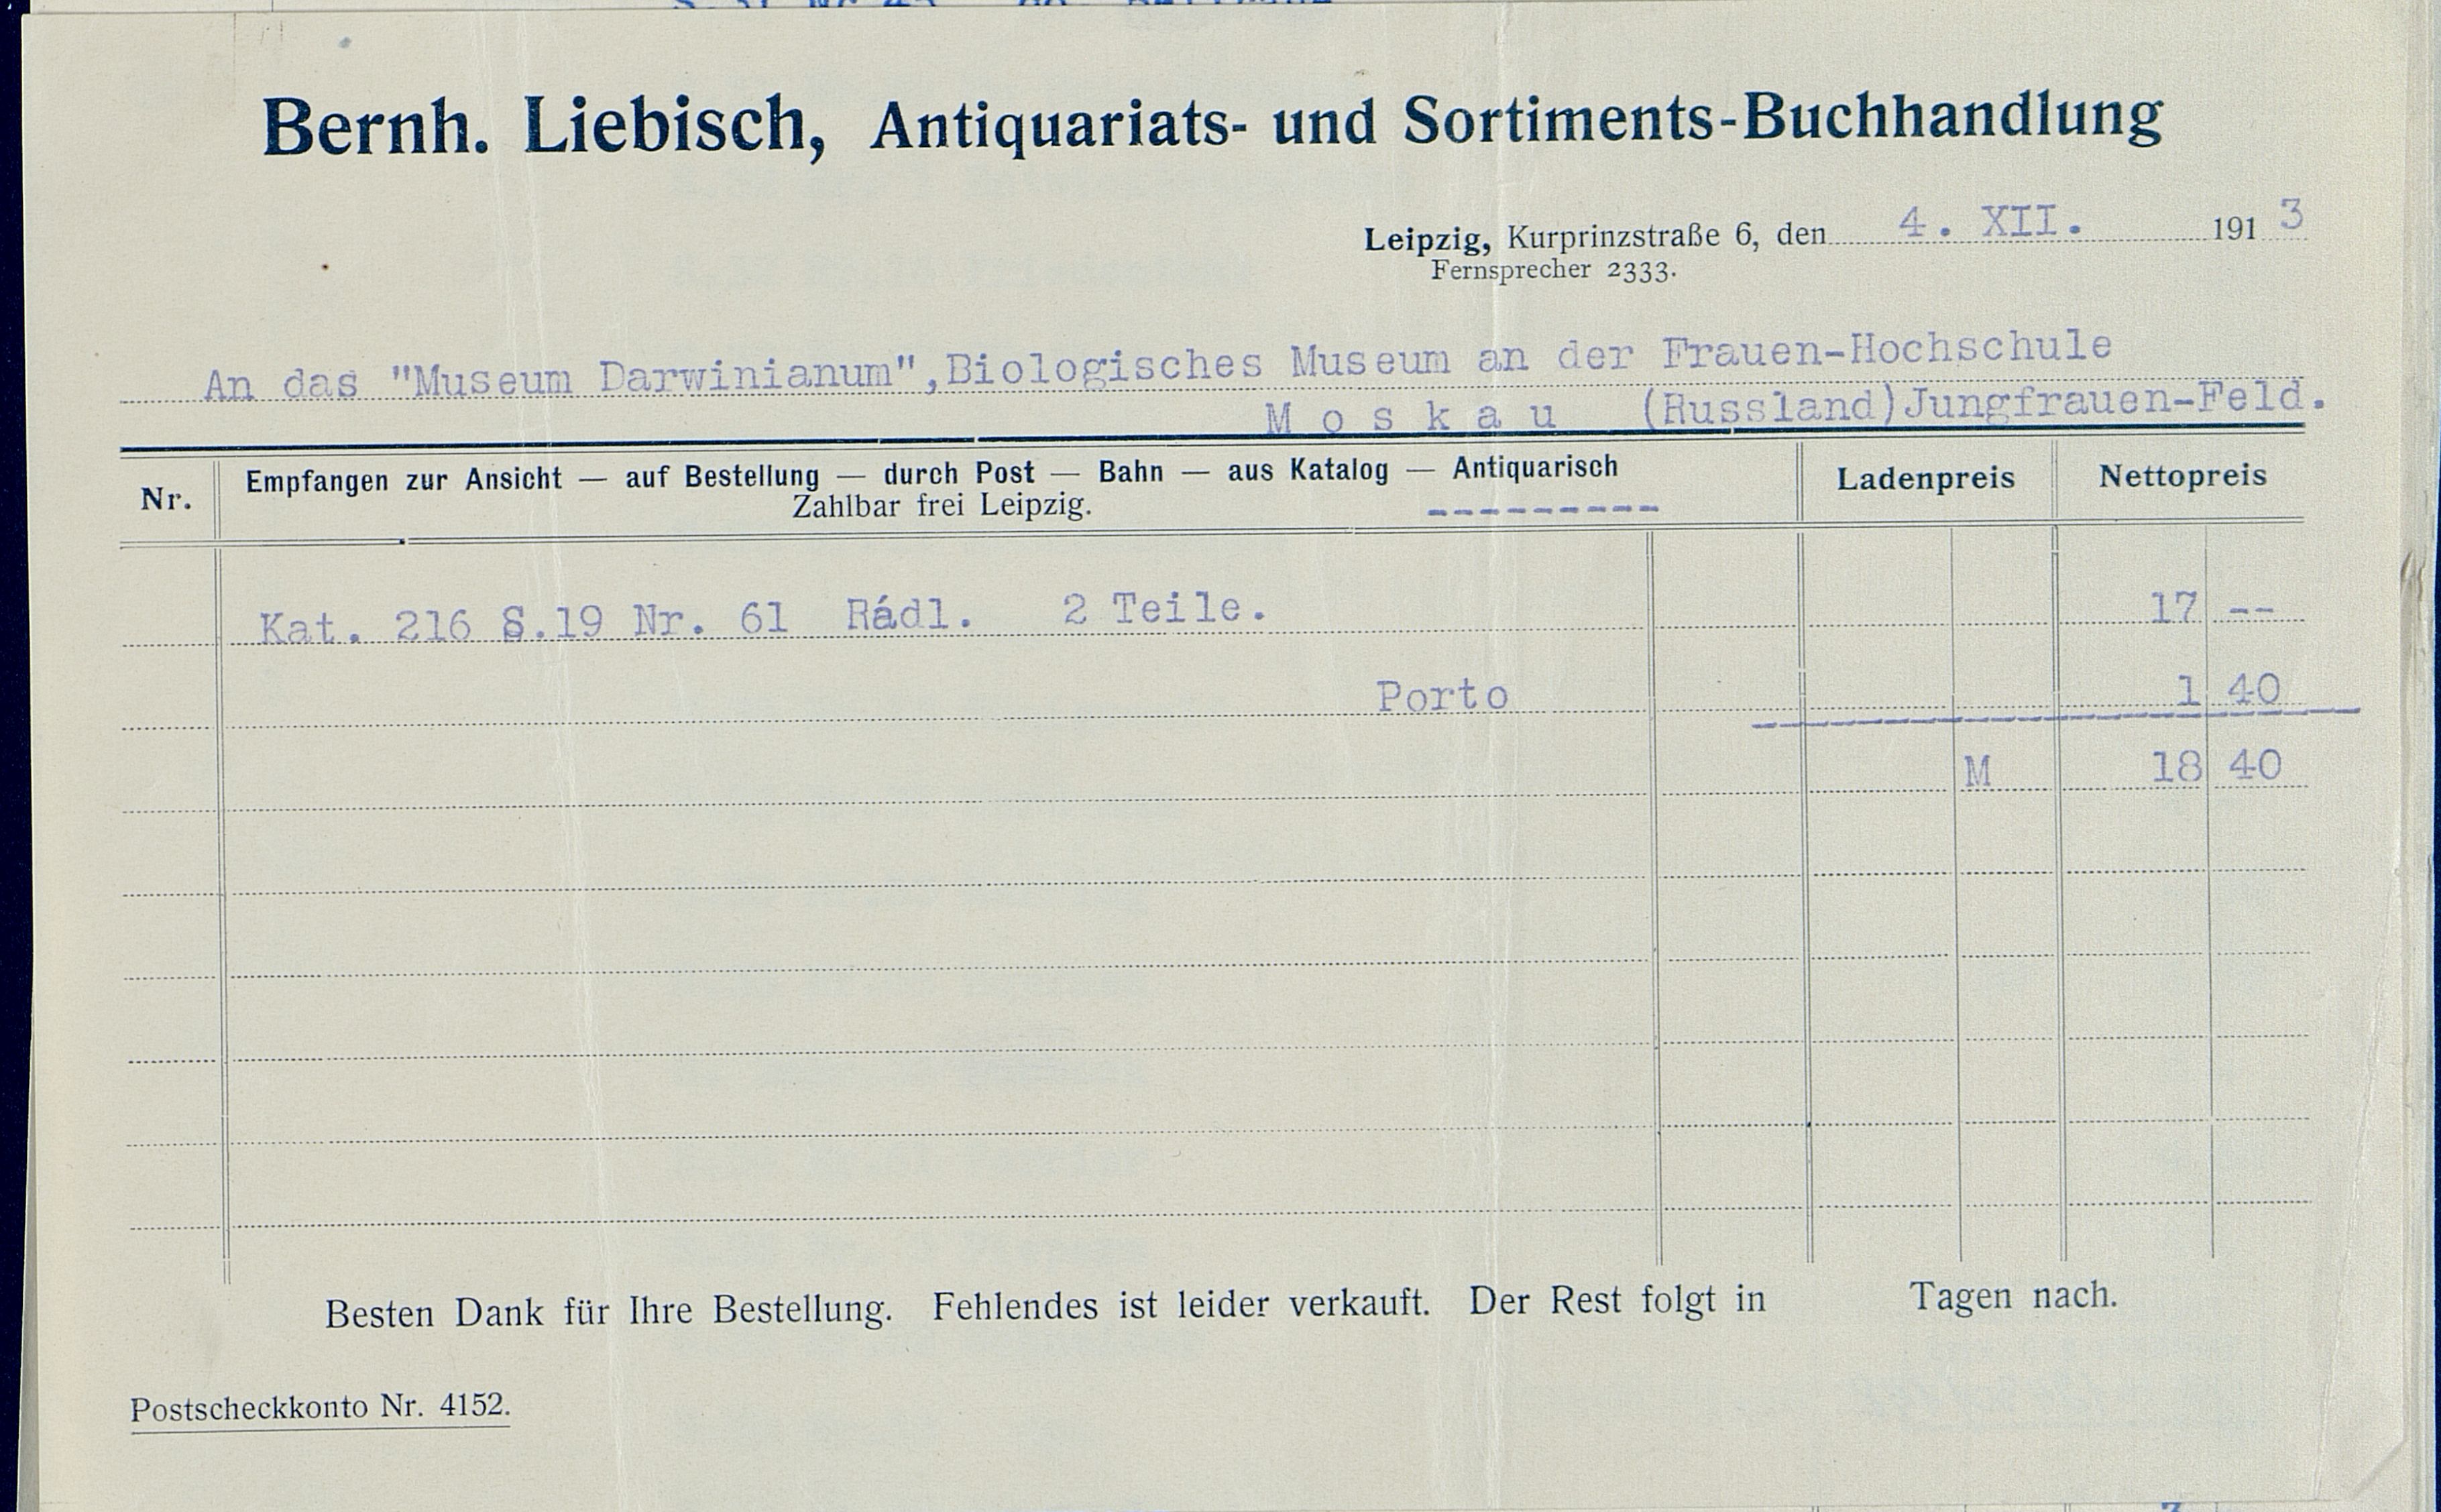 Bernh. Liebisch, Antiquariats- und Sortiments-Buchhandlung
Leipzig, Kurprinzstraße 6, den 4. XII. 1913
Fernsprecher 2333.
An das "Museum Darwinianum", Biologisches Museum an der Frauen-Hochschule
Moskau (Russland) Jungfrauen-Feld.
Nr. Empfangen zur Ansicht — auf Bestellung — durch Post — Bahn — aus Katalog — Antiquarisch Ladenpreis Nettopreis
Zahlbar frei Leipzig. ---------
Kat. 216 S.19 Nr. 61 Rádl. 2 Teile. 17 --
Porto 1 40
M 18 40
Besten Dank für Ihre Bestellung. Fehlendes ist leider verkauft. Der Rest folgt in Tagen nach.
Postscheckkonto Nr. 4152.